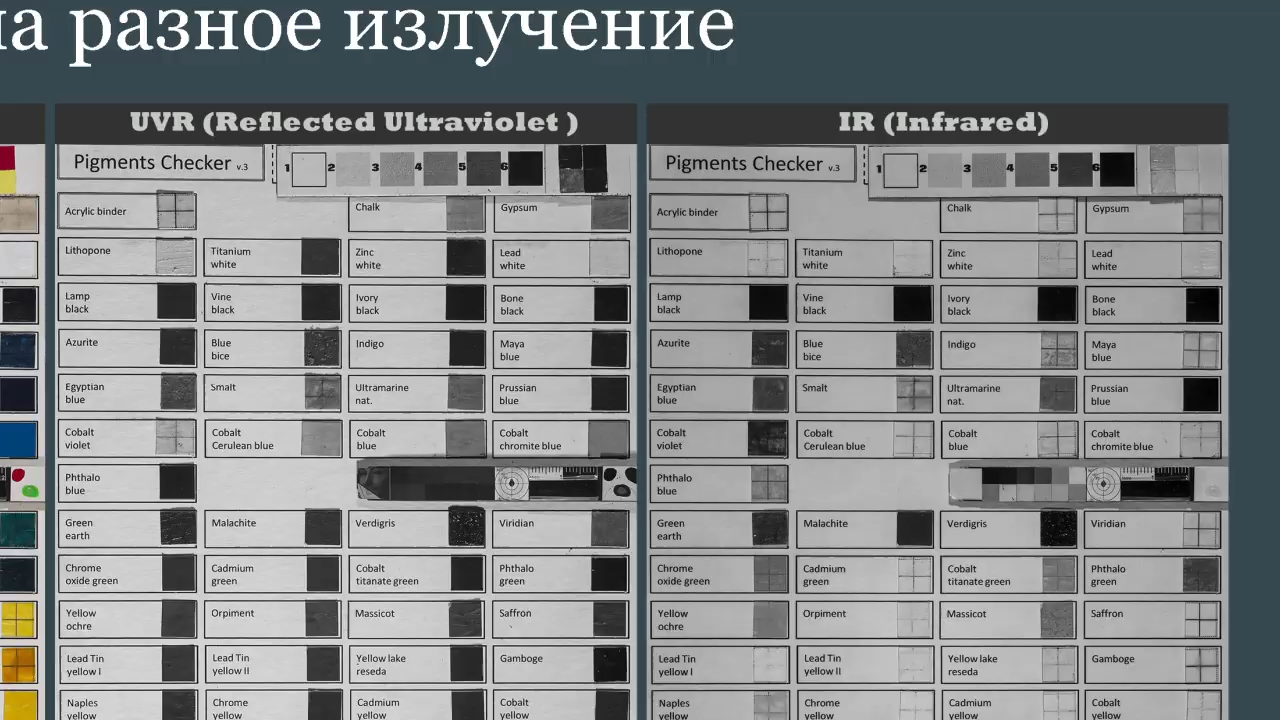 на разное излучение
UVR (Reflected Ultraviolet )
Pigments Checker v.3
1 2 3 4 5 6
Acrylic binder
Chalk
Gypsum
Lithopone
Titanium
white
Zinc
white
Lead
white
Lamp
black
Vine
black
Ivory
black
Bone
black
Azurite
Blue
bice
Indigo
Maya
blue
Egyptian
blue
Smalt
Ultramarine
nat.
Prussian
blue
Cobalt
violet
Cobalt
Cerulean blue
Cobalt
blue
Cobalt
chromite blue
Phthalo
blue
Green
earth
Malachite
Verdigris
Viridian
Chrome
oxide green
Cadmium
green
Cobalt
titanate green
Phthalo
green
Yellow
ochre
Orpiment
Massicot
Saffron
Lead Tin
yellow I
Lead Tin
yellow II
Yellow lake
reseda
Gamboge
Naples
yellow
Chrome
yellow
Cadmium
yellow
Cobalt
yellow
IR (Infrared)
Pigments Checker v.3
1 2 3 4 5 6
Acrylic binder
Chalk
Gypsum
Lithopone
Titanium
white
Zinc
white
Lead
white
Lamp
black
Vine
black
Ivory
black
Bone
black
Azurite
Blue
bice
Indigo
Maya
blue
Egyptian
blue
Smalt
Ultramarine
nat.
Prussian
blue
Cobalt
violet
Cobalt
Cerulean blue
Cobalt
blue
Cobalt
chromite blue
Phthalo
blue
Green
earth
Malachite
Verdigris
Viridian
Chrome
oxide green
Cadmium
green
Cobalt
titanate green
Phthalo
green
Yellow
ochre
Orpiment
Massicot
Saffron
Lead Tin
yellow I
Lead Tin
yellow II
Yellow lake
reseda
Gamboge
Naples
yellow
Chrome
yellow
Cadmium
yellow
Cobalt
yellow